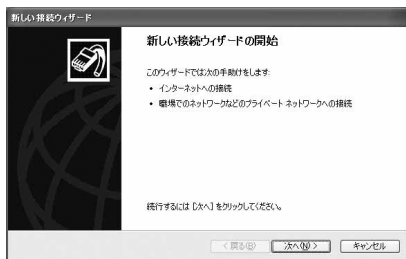 新しい接続ウィザード
新しい接続ウィザードの開始
このウィザードでは次の手助けをします:
• インターネットへの接続
• 職場でのネットワークなどのプライベート ネットワークへの接続
続行するには [次へ] をクリックしてください。
< 戻る(B)
次へ(N) >
キャンセル